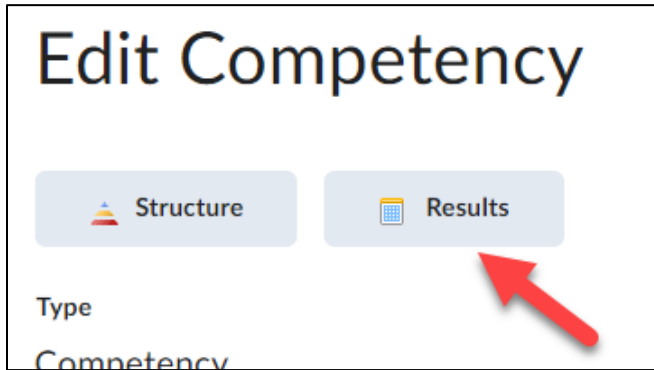 Edit Competency
Structure
Results
Type
Competency